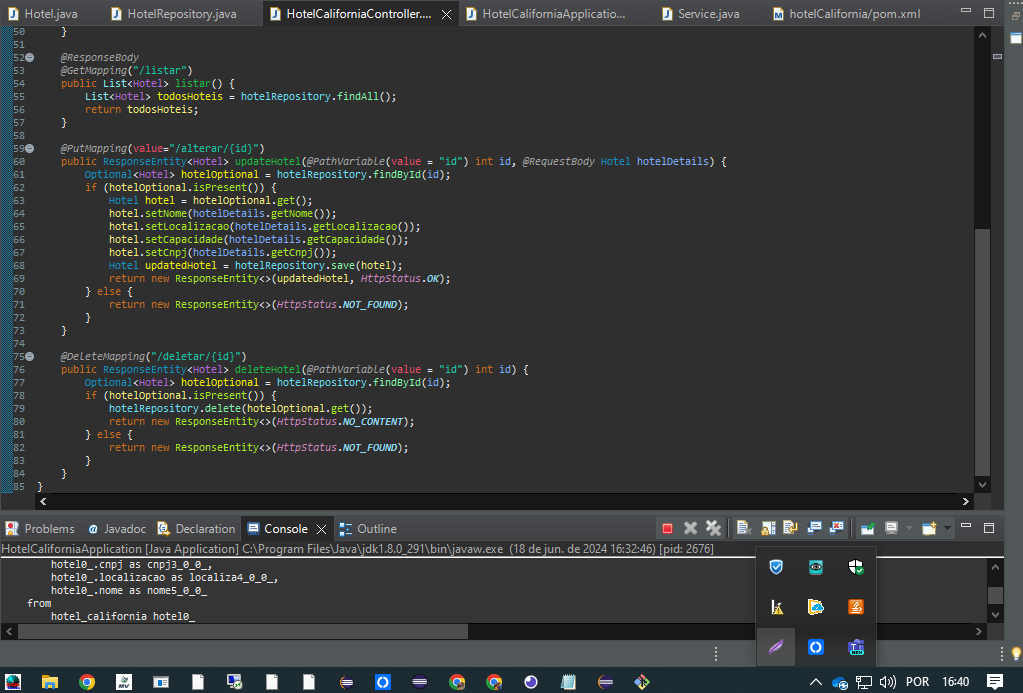 Hotel.java
HotelRepository.java
HotelCaliforniaController....
HotelCaliforniaApplicatio...
Service.java
hotelCalifornia/pom.xml
50 }
51
52 @ResponseBody
53 @GetMapping("/listar")
54 public List<Hotel> listar() {
55 List<Hotel> todosHoteis = hotelRepository.findAll();
56 return todosHoteis;
57 }
58
59 @PutMapping(value="/alterar/{id}")
60 public ResponseEntity<Hotel> updateHotel(@PathVariable(value = "id") int id, @RequestBody Hotel hotelDetails) {
61 Optional<Hotel> hotelOptional = hotelRepository.findById(id);
62 if (hotelOptional.isPresent()) {
63 Hotel hotel = hotelOptional.get();
64 hotel.setNome(hotelDetails.getNome());
65 hotel.setLocalizacao(hotelDetails.getLocalizacao());
66 hotel.setCapacidade(hotelDetails.getCapacidade());
67 hotel.setCnpj(hotelDetails.getCnpj());
68 Hotel updatedHotel = hotelRepository.save(hotel);
69 return new ResponseEntity<>(updatedHotel, HttpStatus.OK);
70 } else {
71 return new ResponseEntity<>(HttpStatus.NOT_FOUND);
72 }
73 }
74
75 @DeleteMapping("/deletar/{id}")
76 public ResponseEntity<Hotel> deleteHotel(@PathVariable(value = "id") int id) {
77 Optional<Hotel> hotelOptional = hotelRepository.findById(id);
78 if (hotelOptional.isPresent()) {
79 hotelRepository.delete(hotelOptional.get());
80 return new ResponseEntity<>(HttpStatus.NO_CONTENT);
81 } else {
82 return new ResponseEntity<>(HttpStatus.NOT_FOUND);
83 }
84 }
85 }
Problems
Javadoc
Declaration
Console
Outline
HotelCaliforniaApplication [Java Application] C:\Program Files\Java\jdk1.8.0_291\bin\javaw.exe (18 de jun. de 2024 16:32:46) [pid: 2676]
hotel0_.cnpj as cnpj3_0_0_,
hotel0_.localizacao as localiza4_0_0_,
hotel0_.nome as nome5_0_0_
from
hotel_california hotel0_
POR
16:40